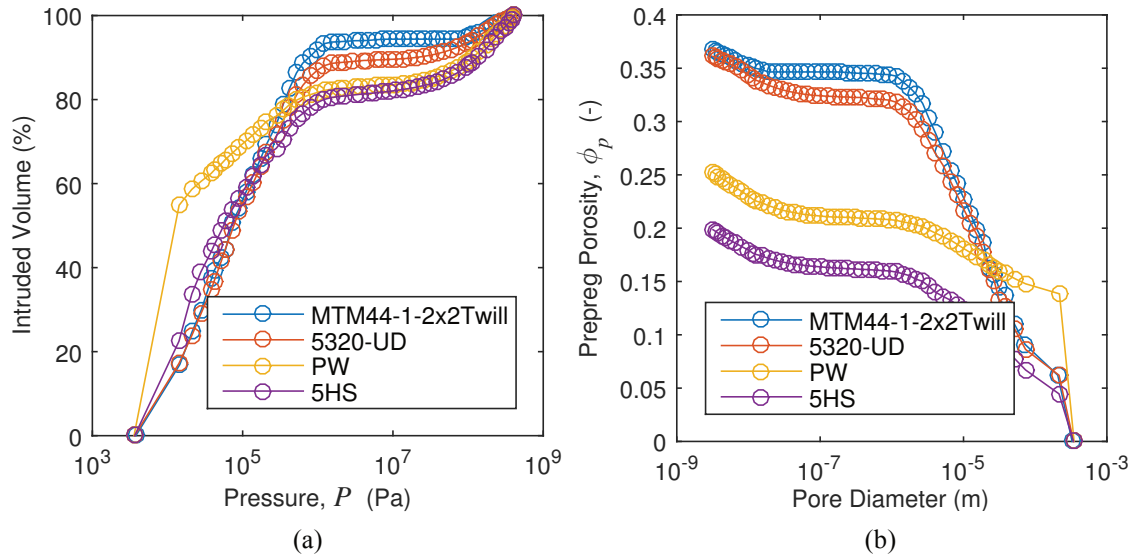 100
80
60
40
20
0
Intruded Volume (%)
MTM44-1-2x2Twill
5320-UD
PW
5HS
10^3
10^5
10^7
10^9
Pressure, P (Pa)
(a)
0.4
0.35
0.3
0.25
0.2
0.15
0.1
0.05
0
Prepreg Porosity, ϕ_p (-)
MTM44-1-2x2Twill
5320-UD
PW
5HS
10^-9
10^-7
10^-5
10^-3
Pore Diameter (m)
(b)